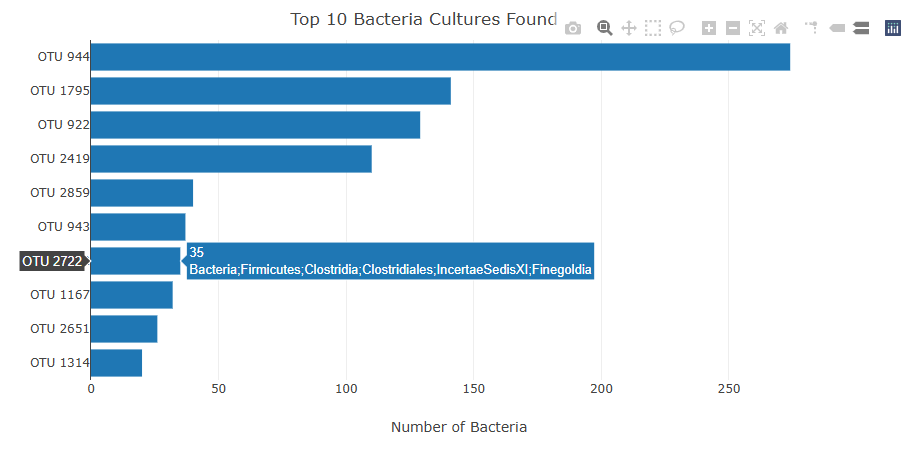 Top 10 Bacteria Cultures Found
OTU 944
OTU 1795
OTU 922
OTU 2419
OTU 2859
OTU 943
OTU 2722
35
Bacteria;Firmicutes;Clostridia;Clostridiales;IncertaeSedisXI;Finegoldia
OTU 1167
OTU 2651
OTU 1314
0 50 100 150 200 250
Number of Bacteria